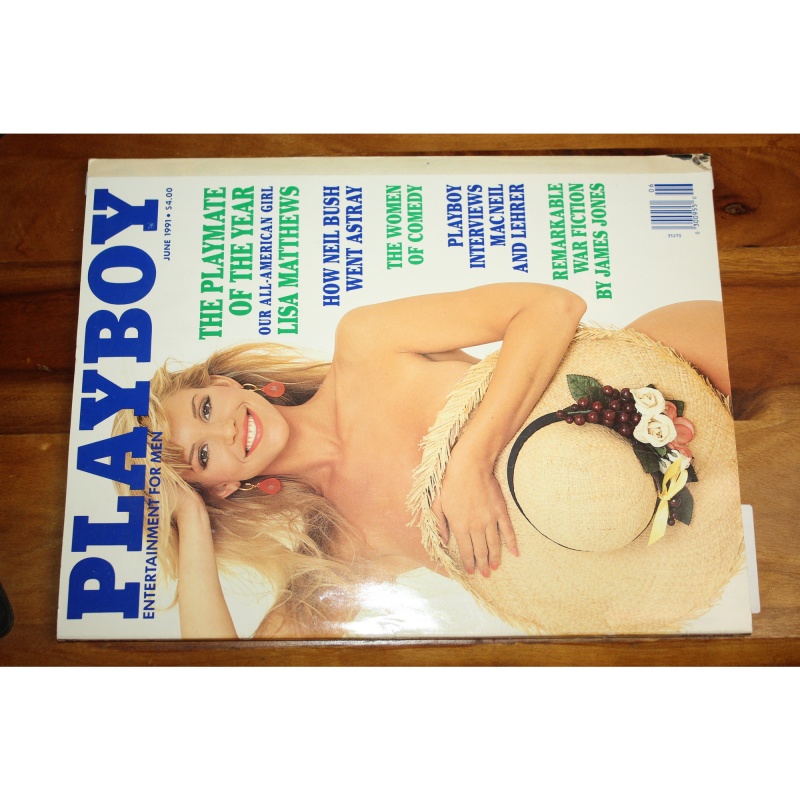 PLAYBOY
ENTERTAINMENT FOR MEN
JUNE 1991 • $4.00
THE PLAYMATE
OF THE YEAR
OUR ALL-AMERICAN GIRL
LISA MATTHEWS
HOW NEIL BUSH
WENT ASTRAY
THE WOMEN
OF COMEDY
PLAYBOY
INTERVIEWS
MACNEIL
AND LEHRER
REMARKABLE
WAR FICTION
BY JAMES JONES
06